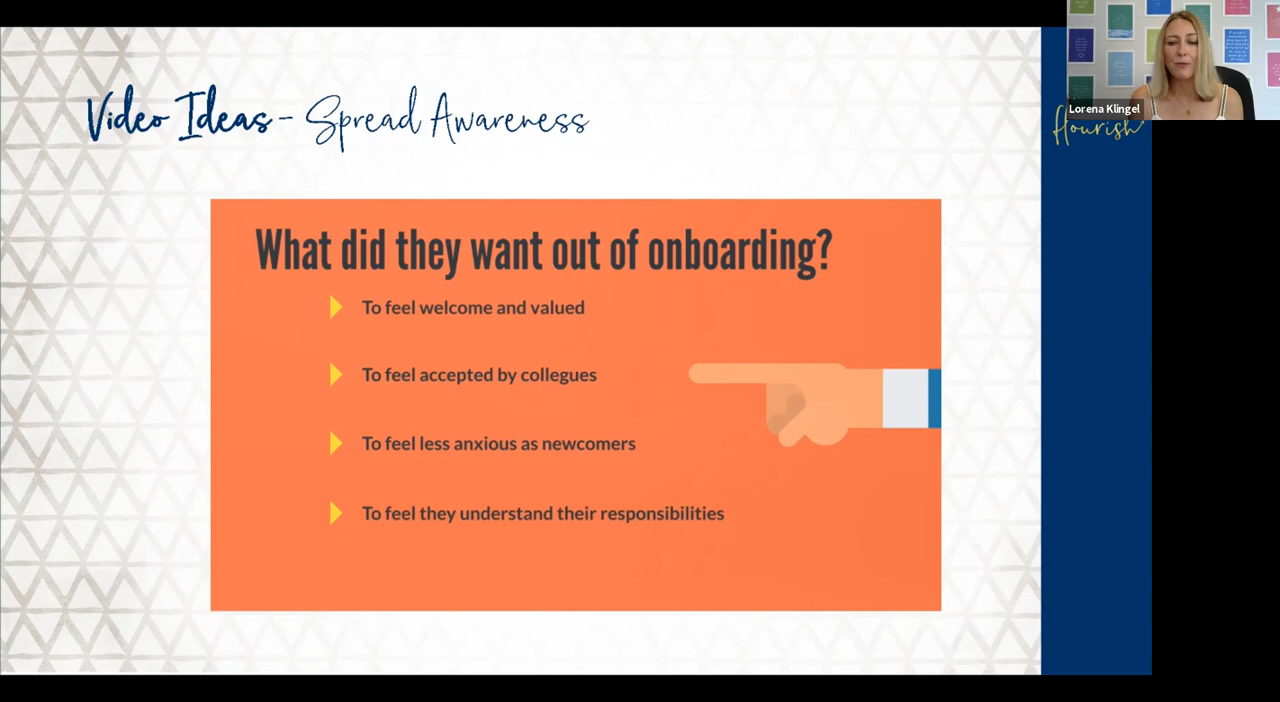 Video Ideas - Spread Awareness
What did they want out of onboarding?
To feel welcome and valued
To feel accepted by collegues
To feel less anxious as newcomers
To feel they understand their responsibilities
Lorena Klingel
flourish